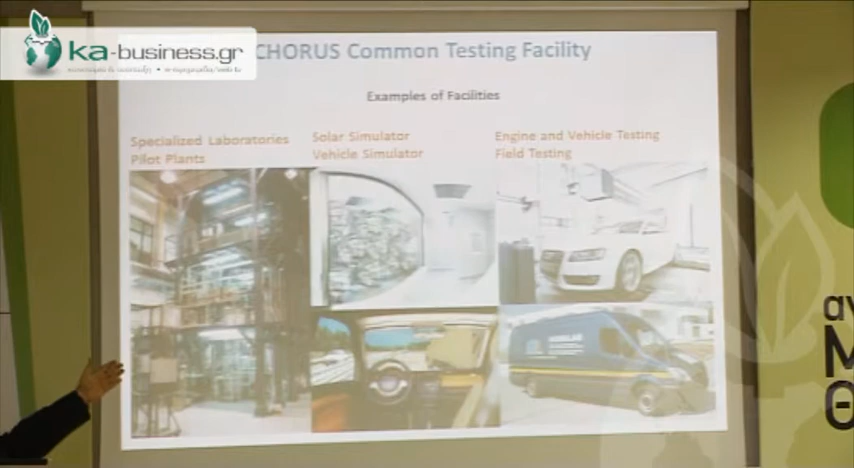 ka-business.gr
CHORUS Common Testing Facility
Examples of Facilities
Specialized Laboratories
Pilot Plants
Solar Simulator
Vehicle Simulator
Engine and Vehicle Testing
Field Testing
αν
Μ
Θ